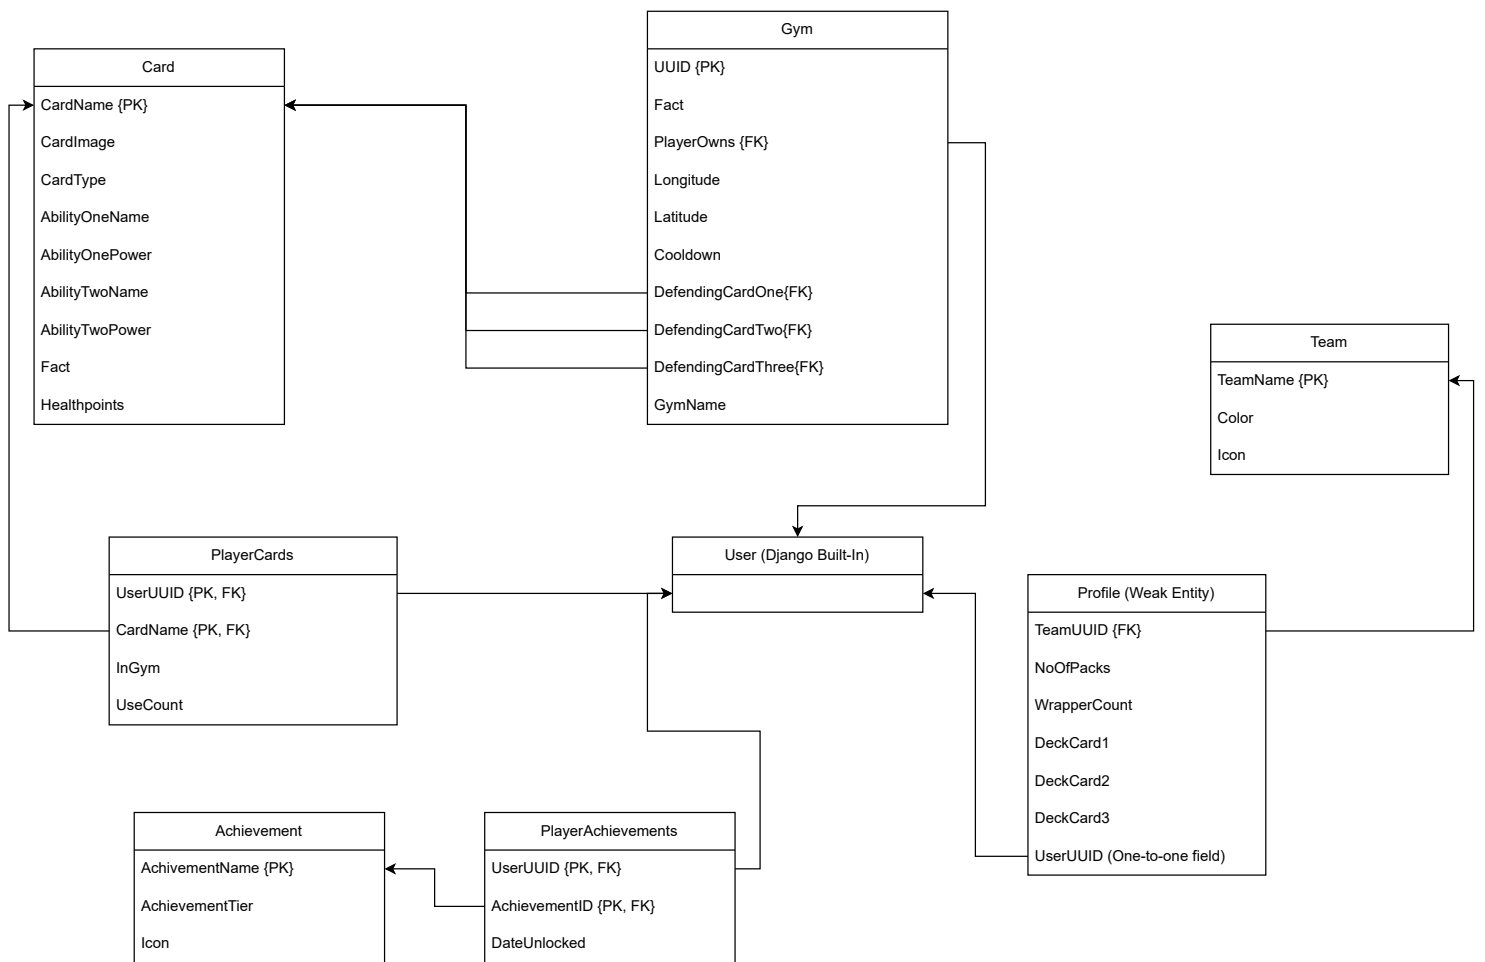 Card
CardName {PK}
CardImage
CardType
AbilityOneName
AbilityOnePower
AbilityTwoName
AbilityTwoPower
Fact
Healthpoints
Gym
UUID {PK}
Fact
PlayerOwns {FK}
Longitude
Latitude
Cooldown
DefendingCardOne{FK}
DefendingCardTwo{FK}
DefendingCardThree{FK}
GymName
Team
TeamName {PK}
Color
Icon
PlayerCards
UserUUID {PK, FK}
CardName {PK, FK}
InGym
UseCount
User (Django Built-In)
Profile (Weak Entity)
TeamUUID {FK}
NoOfPacks
WrapperCount
DeckCard1
DeckCard2
DeckCard3
UserUUID (One-to-one field)
Achievement
AchivementName {PK}
AchievementTier
Icon
PlayerAchievements
UserUUID {PK, FK}
AchievementID {PK, FK}
DateUnlocked